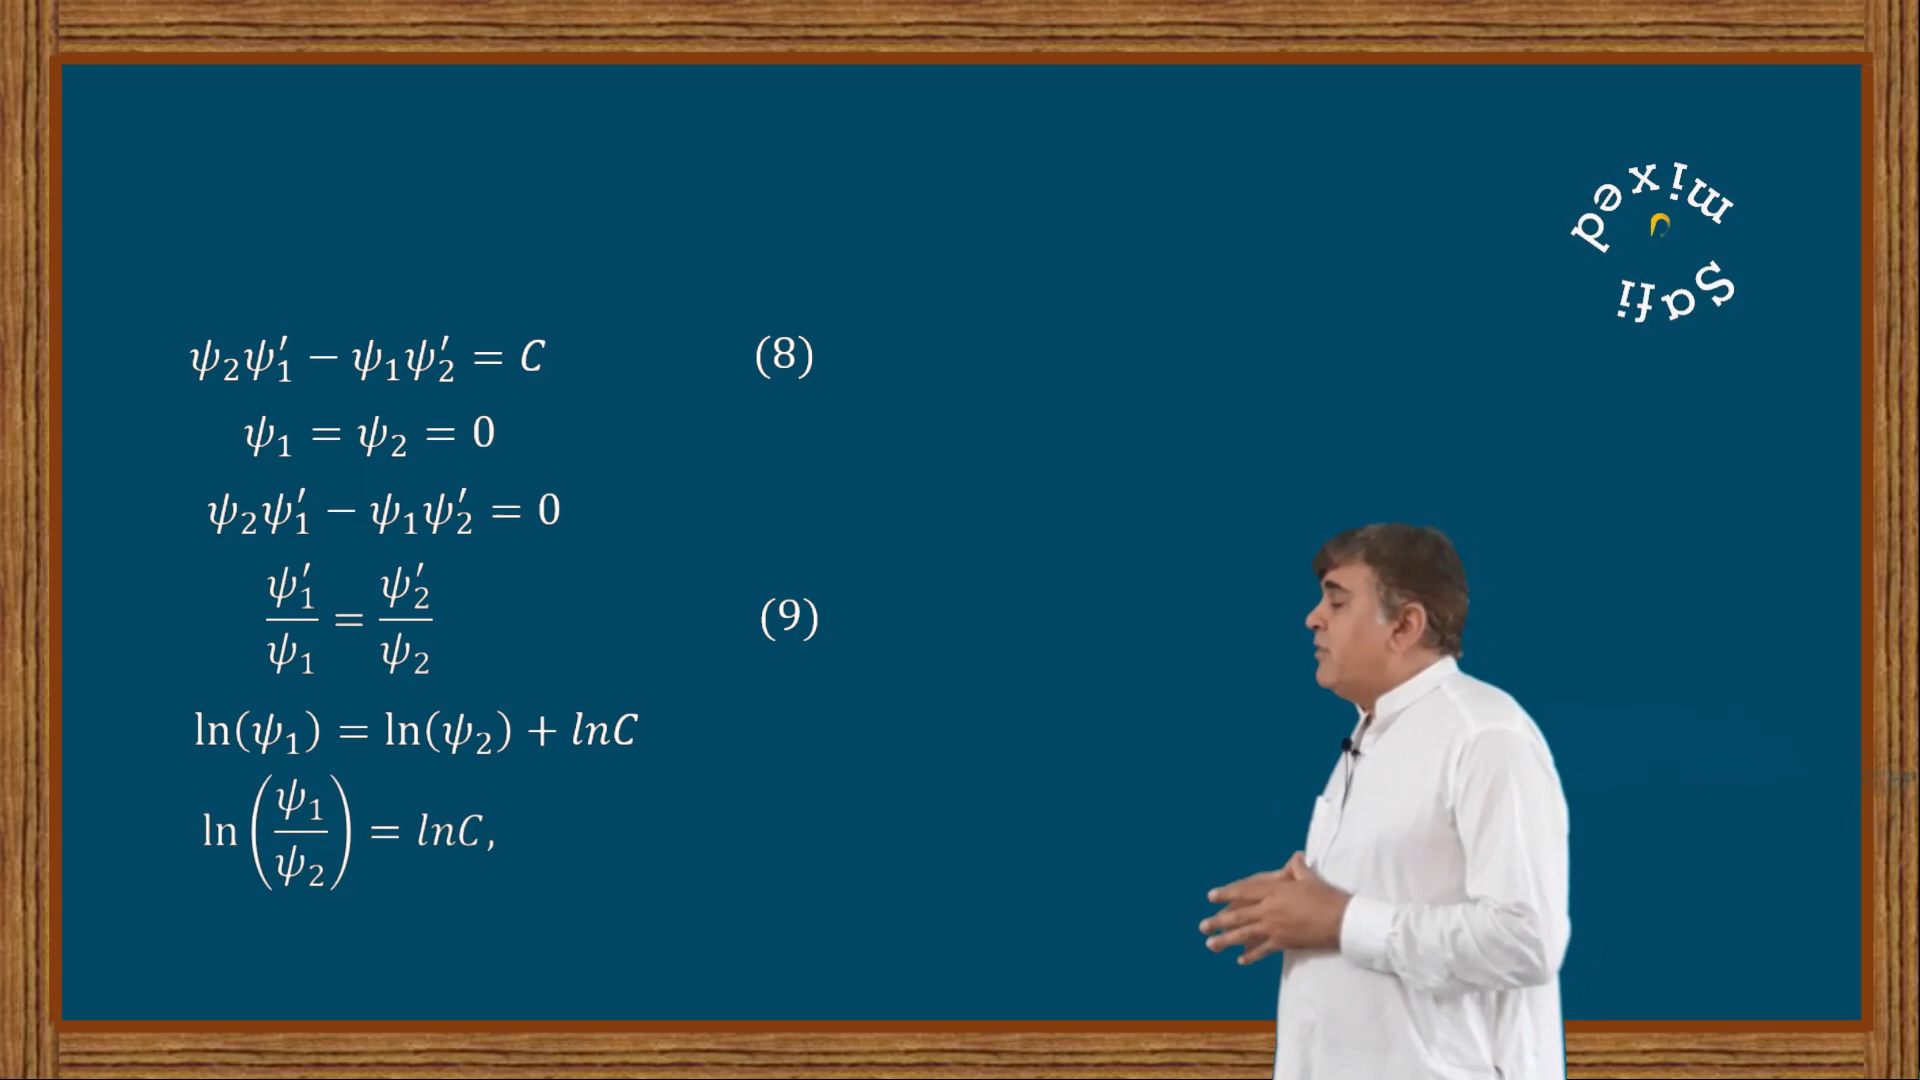 ψ₂ψ₁′ − ψ₁ψ₂′ = C (8)
ψ₁ = ψ₂ = 0
ψ₂ψ₁′ − ψ₁ψ₂′ = 0
ψ₁′/ψ₁ = ψ₂′/ψ₂ (9)
ln(ψ₁) = ln(ψ₂) + lnC
ln(ψ₁/ψ₂) = lnC,
Safi
mixed